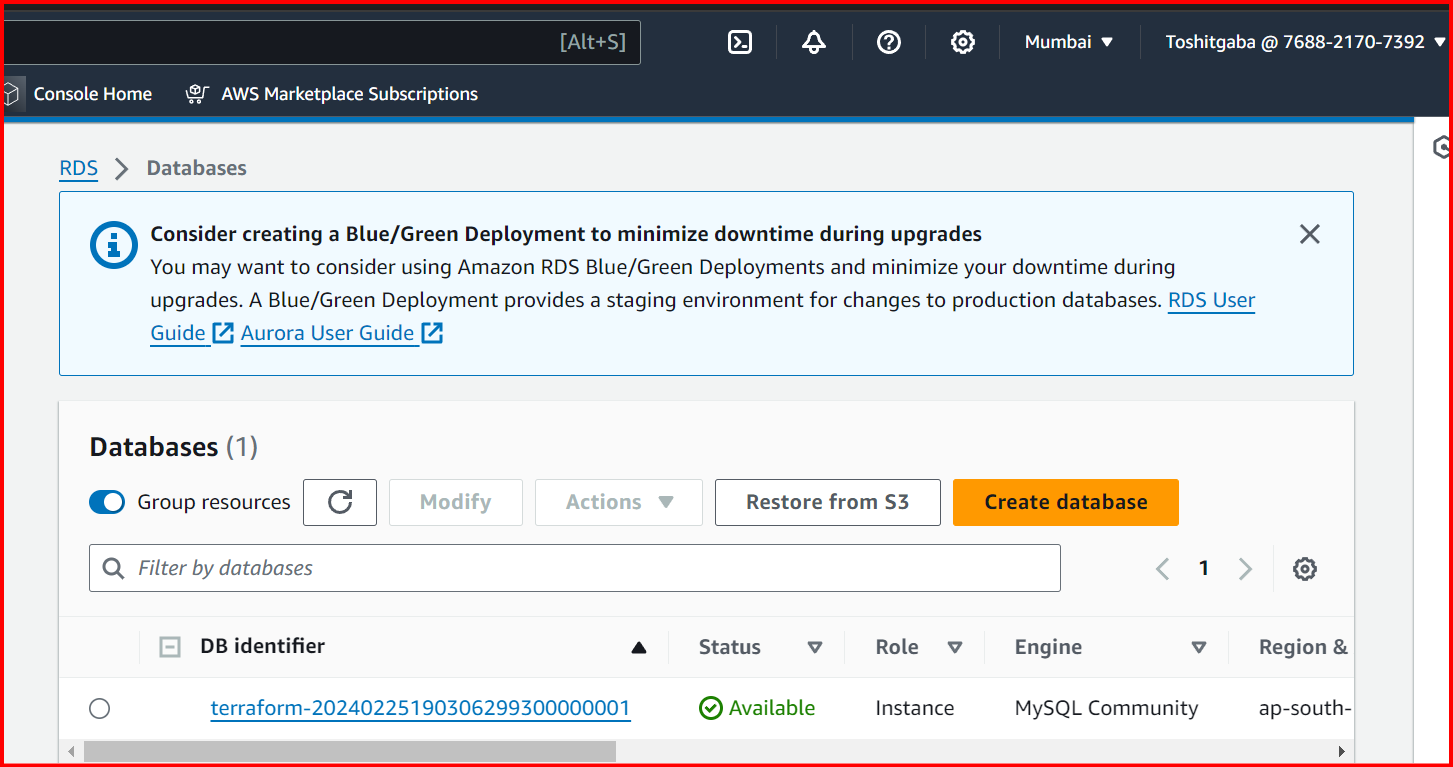 [Alt+S]
Mumbai
Toshitgaba @ 7688-2170-7392
Console Home
AWS Marketplace Subscriptions
RDS
Databases
Consider creating a Blue/Green Deployment to minimize downtime during upgrades
You may want to consider using Amazon RDS Blue/Green Deployments and minimize your downtime during
upgrades. A Blue/Green Deployment provides a staging environment for changes to production databases. RDS User
Guide Aurora User Guide
Databases (1)
Group resources
Modify
Actions
Restore from S3
Create database
Filter by databases
1
DB identifier
Status
Role
Engine
Region &
terraform-20240225190306299300000001
Available
Instance
MySQL Community
ap-south-